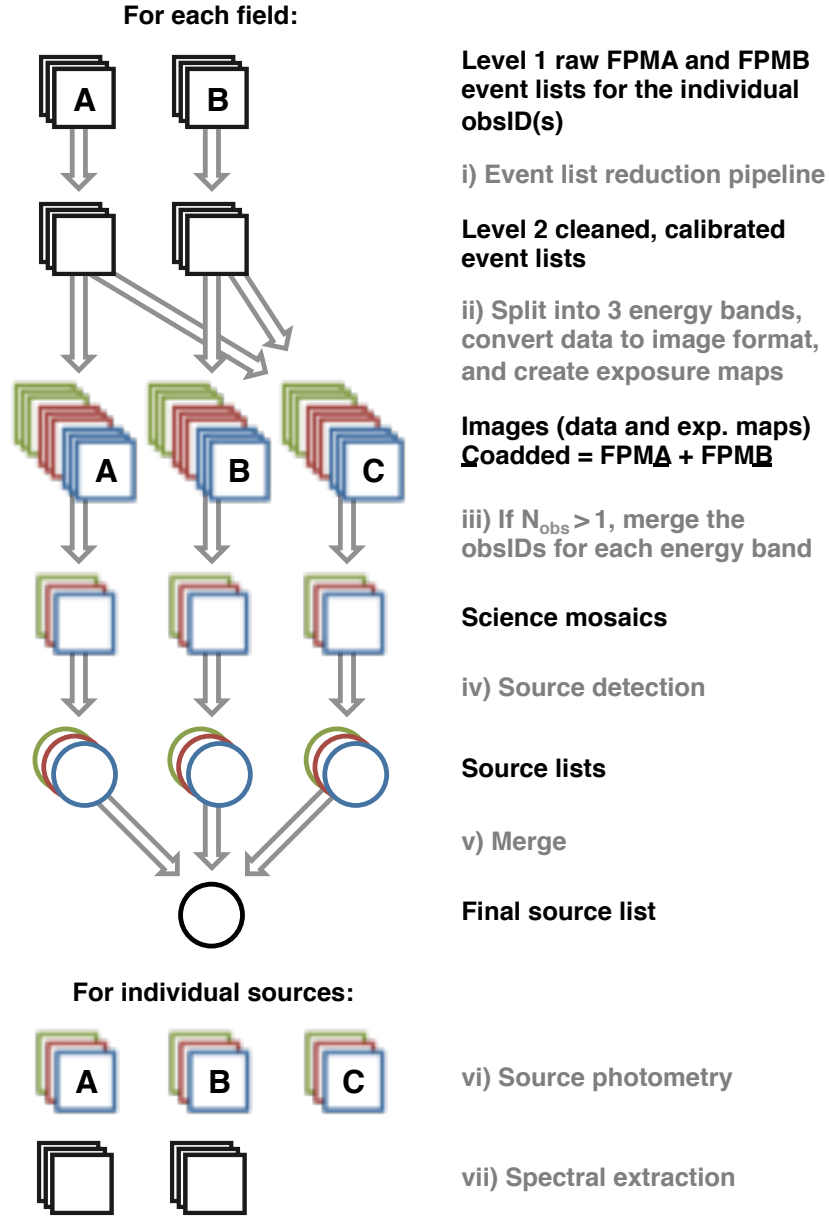 For each field:
A
B
Level 1 raw FPMA and FPMB
event lists for the individual
obsID(s)
i) Event list reduction pipeline
Level 2 cleaned, calibrated
event lists
ii) Split into 3 energy bands,
convert data to image format,
and create exposure maps
A
B
C
Images (data and exp. maps)
Coadded = FPMA + FPMB
iii) If Nobs > 1, merge the
obsIDs for each energy band
Science mosaics
iv) Source detection
Source lists
v) Merge
Final source list
For individual sources:
A
B
C
vi) Source photometry
vii) Spectral extraction